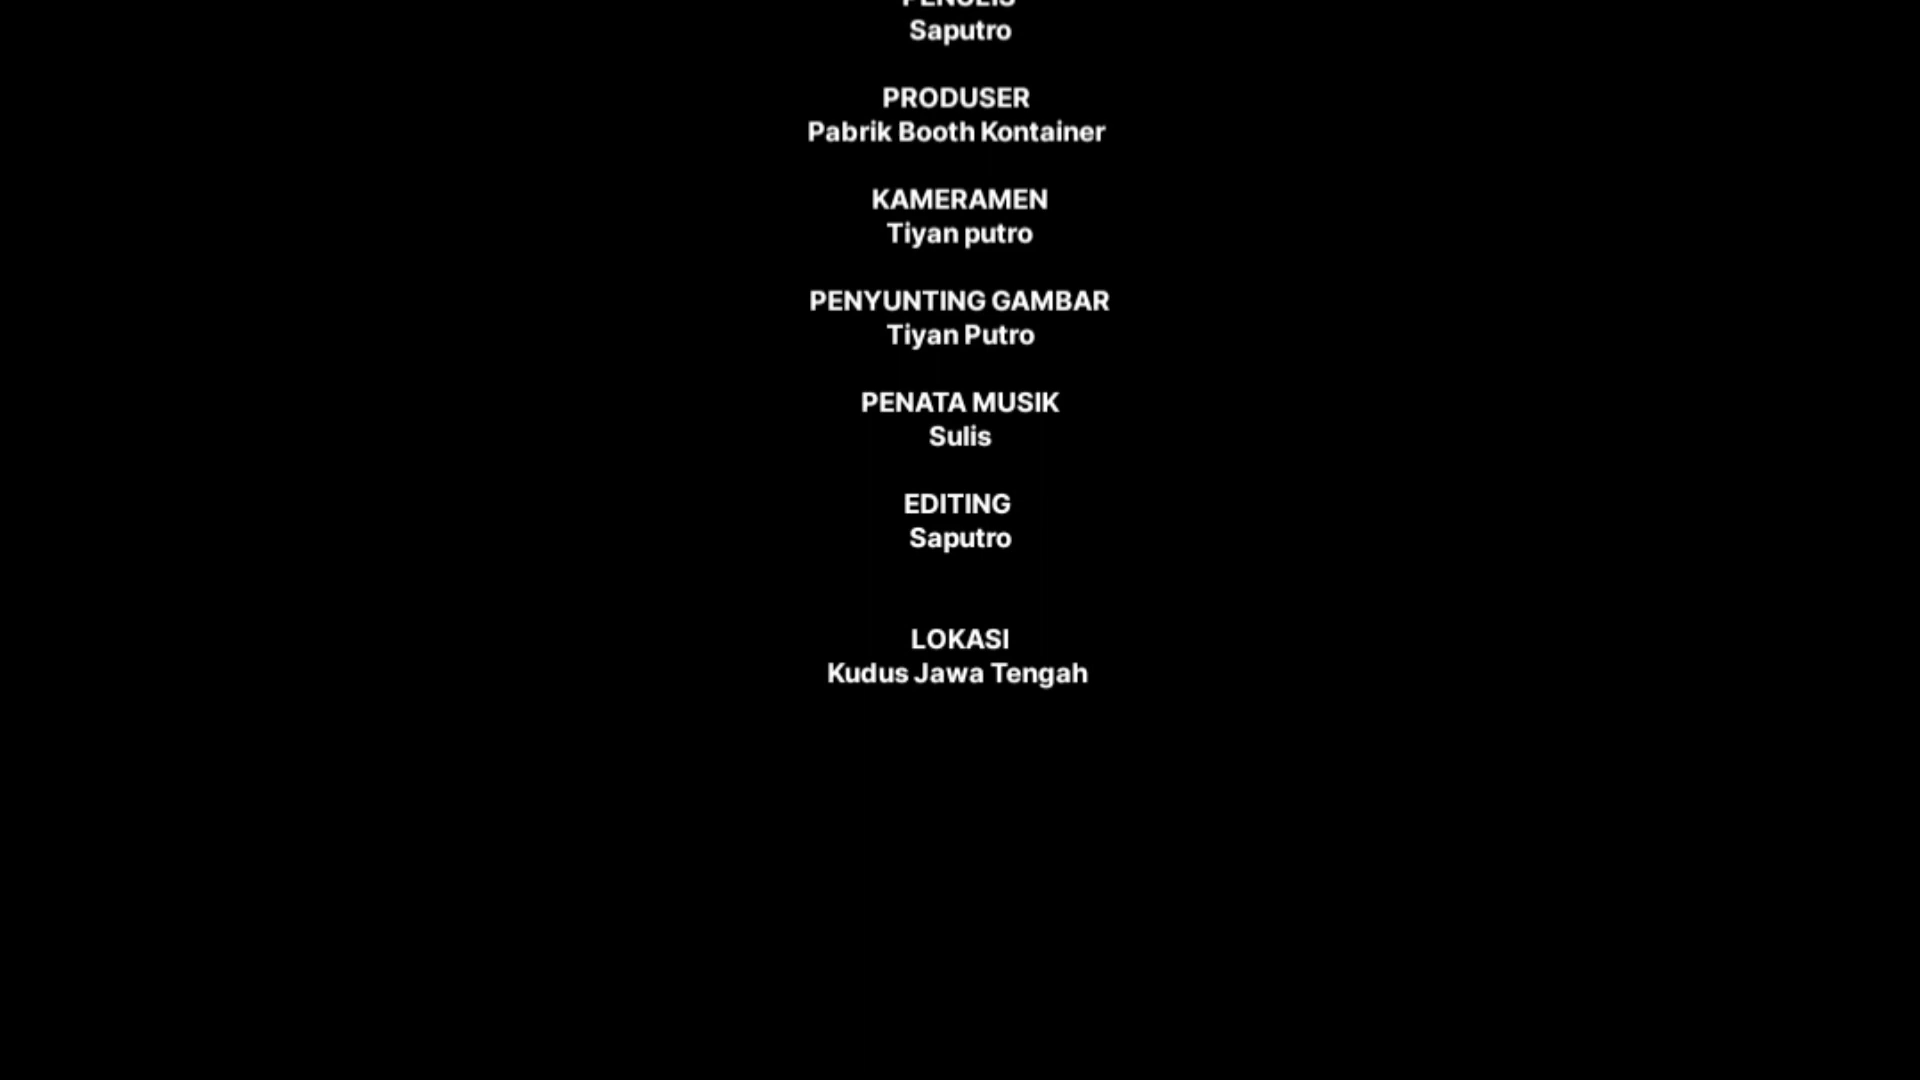 PENULIS
Saputro
PRODUSER
Pabrik Booth Kontainer
KAMERAMEN
Tiyan putro
PENYUNTING GAMBAR
Tiyan Putro
PENATA MUSIK
Sulis
EDITING
Saputro
LOKASI
Kudus Jawa Tengah